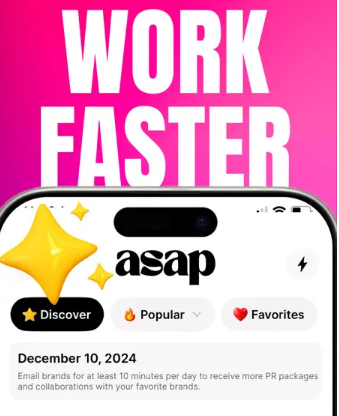 WORK
FASTER
asap
Discover
Popular
Favorites
December 10, 2024
Email brands for at least 10 minutes per day to receive more PR packages
and collaborations with your favorite brands.